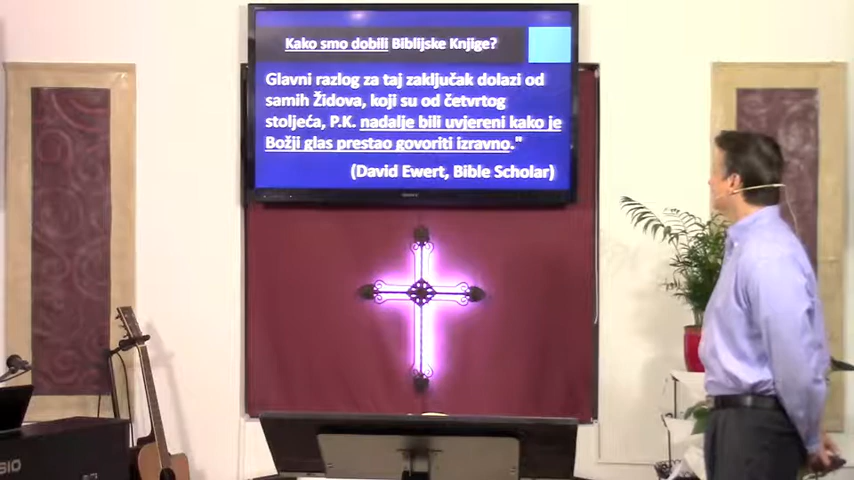 Kako smo dobili Biblijske Knjige?
Glavni razlog za taj zaključak dolazi od
samih Židova, koji su od četvrtog
stoljeća, P.K. nadalje bili uvjereni kako je
Božji glas prestao govoriti izravno."
(David Ewert, Bible Scholar)
SIO